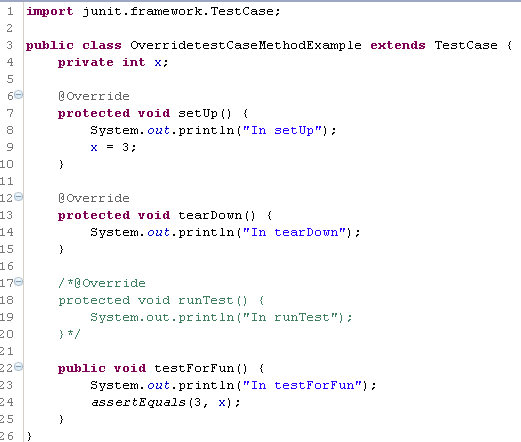 1 import junit.framework.TestCase;
2
3 public class OverridetestCaseMethodExample extends TestCase {
4     private int x;
5
6     @Override
7     protected void setUp() {
8         System.out.println("In setUp");
9         x = 3;
10     }
11
12     @Override
13     protected void tearDown() {
14         System.out.println("In tearDown");
15     }
16
17     /*@Override
18     protected void runTest() {
19         System.out.println("In runTest");
20     }*/
21
22     public void testForFun() {
23         System.out.println("In testForFun");
24         assertEquals(3, x);
25     }
26 }